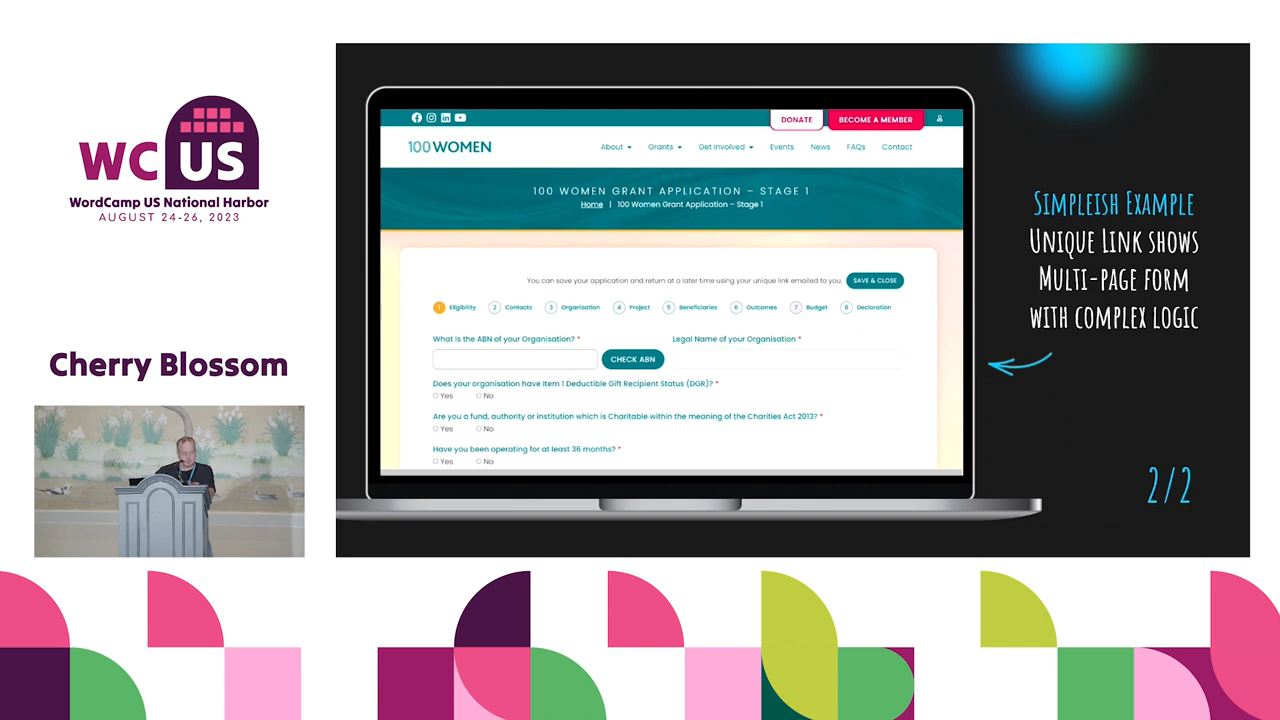 WC US
WordCamp US National Harbor
AUGUST 24-26, 2023
Cherry Blossom
DONATE
BECOME A MEMBER
100 WOMEN
About
Grants
Get Involved
Events
News
FAQs
Contact
100 WOMEN GRANT APPLICATION – STAGE 1
Home | 100 Women Grant Application – Stage 1
You can save your application and return at a later time using your unique link emailed to you.
SAVE & CLOSE
1 Eligibility
2 Contacts
3 Organisation
4 Project
5 Beneficiaries
6 Outcomes
7 Budget
8 Declaration
What is the ABN of your Organisation? *
CHECK ABN
Legal Name of your Organisation *
Does your organisation have Item 1 Deductible Gift Recipient Status (DGR)? *
Yes No
Are you a fund, authority or institution which is Charitable within the meaning of the Charities Act 2013? *
Yes No
Have you been operating for at least 36 months? *
Yes No
SIMPLEISH EXAMPLE
UNIQUE LINK SHOWS
MULTI-PAGE FORM
WITH COMPLEX LOGIC
2/2